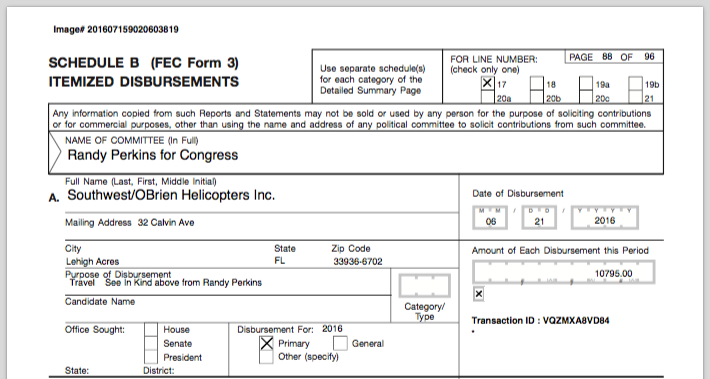 Image# 201607159020603819
SCHEDULE B (FEC Form 3)
ITEMIZED DISBURSEMENTS
Use separate schedule(s)
for each category of the
Detailed Summary Page
FOR LINE NUMBER: PAGE 88 OF 96
(check only one)
X 17 18 19a 19b
20a 20b 20c 21
Any information copied from such Reports and Statements may not be sold or used by any person for the purpose of soliciting contributions
or for commercial purposes, other than using the name and address of any political committee to solicit contributions from such committee.
NAME OF COMMITTEE (In Full)
Randy Perkins for Congress
Full Name (Last, First, Middle Initial)
A. Southwest/OBrien Helicopters Inc.
Mailing Address 32 Calvin Ave
City State Zip Code
Lehigh Acres FL 33936-6702
Purpose of Disbursement
Travel See In Kind above from Randy Perkins
Candidate Name
Category/
Type
Office Sought: House
Senate
President
State: District:
Disbursement For: 2016
X Primary General
Other (specify)
Date of Disbursement
M M / D D / Y Y Y Y
06 21 2016
Amount of Each Disbursement this Period
10795.00
X
Transaction ID : VQZMXA8VD84